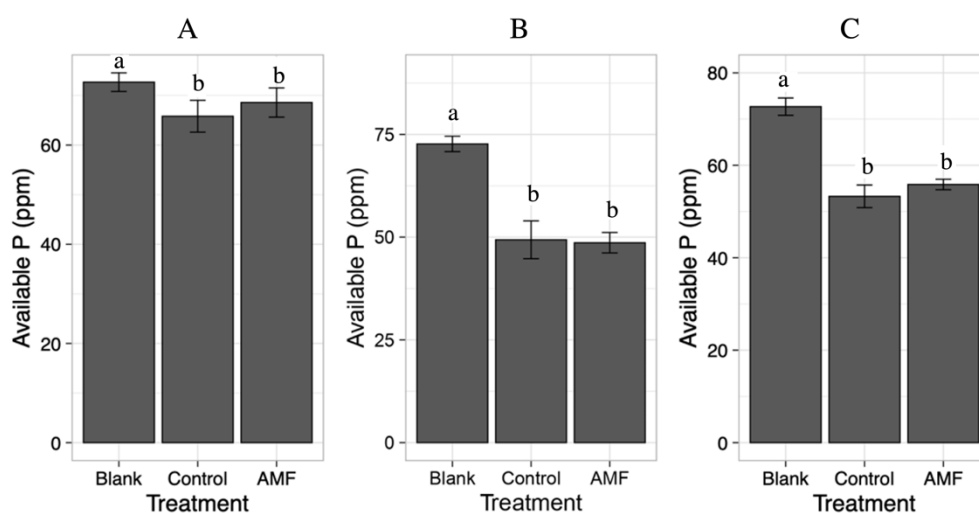 A
a
b
b
60
40
20
0
Available P (ppm)
Blank Control AMF
Treatment
B
a
b
b
75
50
25
0
Available P (ppm)
Blank Control AMF
Treatment
C
a
b
b
80
60
40
20
0
Available P (ppm)
Blank Control AMF
Treatment